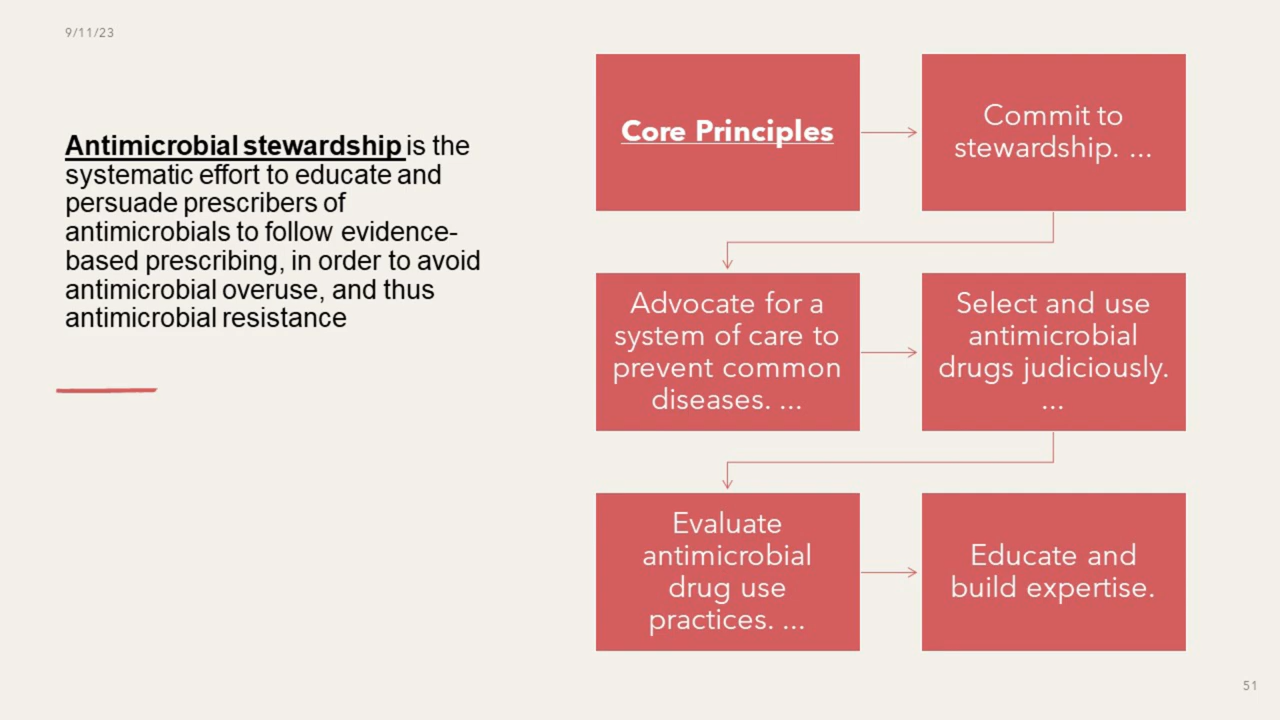 9/11/23
Antimicrobial stewardship is the
systematic effort to educate and
persuade prescribers of
antimicrobials to follow evidence-
based prescribing, in order to avoid
antimicrobial overuse, and thus
antimicrobial resistance
Core Principles
Commit to
stewardship. ...
Advocate for a
system of care to
prevent common
diseases. ...
Select and use
antimicrobial
drugs judiciously.
...
Evaluate
antimicrobial
drug use
practices. ...
Educate and
build expertise.
51